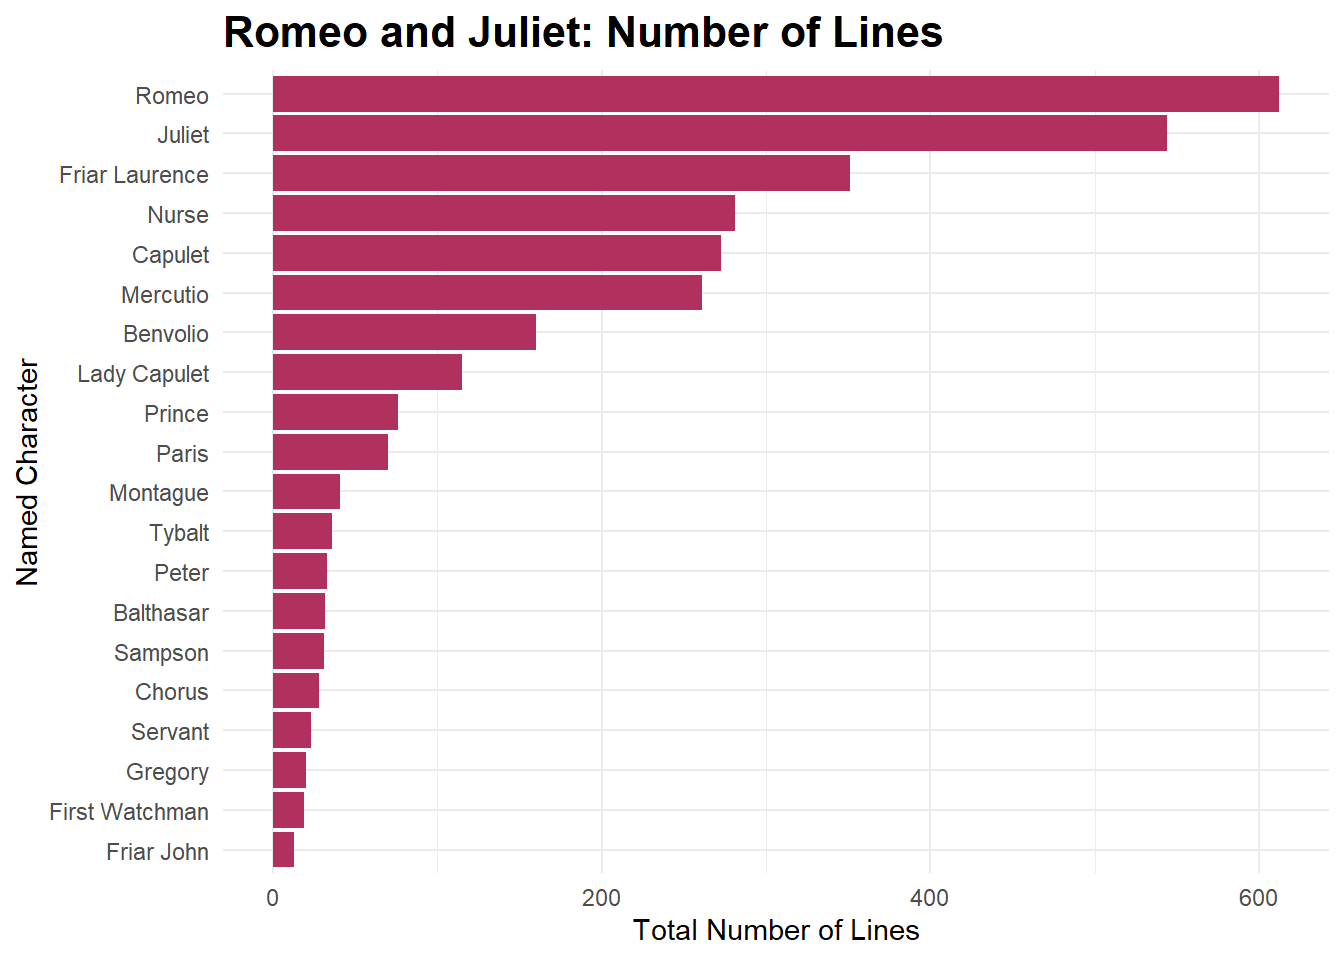 Romeo and Juliet: Number of Lines
Named Character
Romeo
Juliet
Friar Laurence
Nurse
Capulet
Mercutio
Benvolio
Lady Capulet
Prince
Paris
Montague
Tybalt
Peter
Balthasar
Sampson
Chorus
Servant
Gregory
First Watchman
Friar John
0 200 400 600
Total Number of Lines